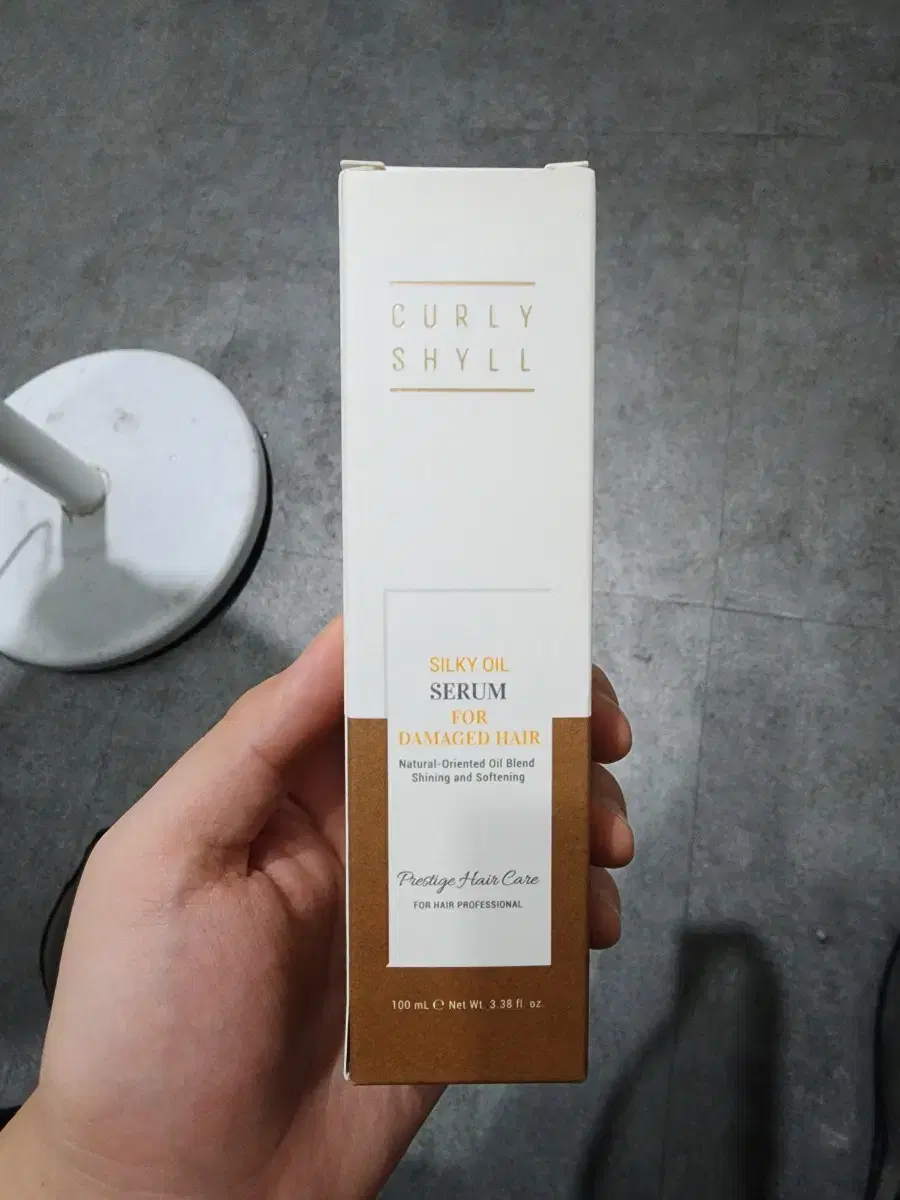 CURLY
SHYLL
SILKY OIL
SERUM
FOR
DAMAGED HAIR
Natural-Oriented Oil Blend
Shining and Softening
Prestige Hair Care
FOR HAIR PROFESSIONAL
100 mL ℮ Net Wt. 3.38 fl. oz.